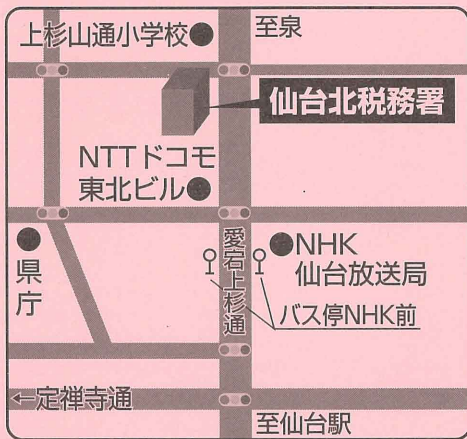 上杉山通小学校●
至泉
仙台北税務署
NTTドコモ
東北ビル●
愛宕上杉通
●NHK
仙台放送局
バス停NHK前
●
県庁
←定禅寺通
至仙台駅